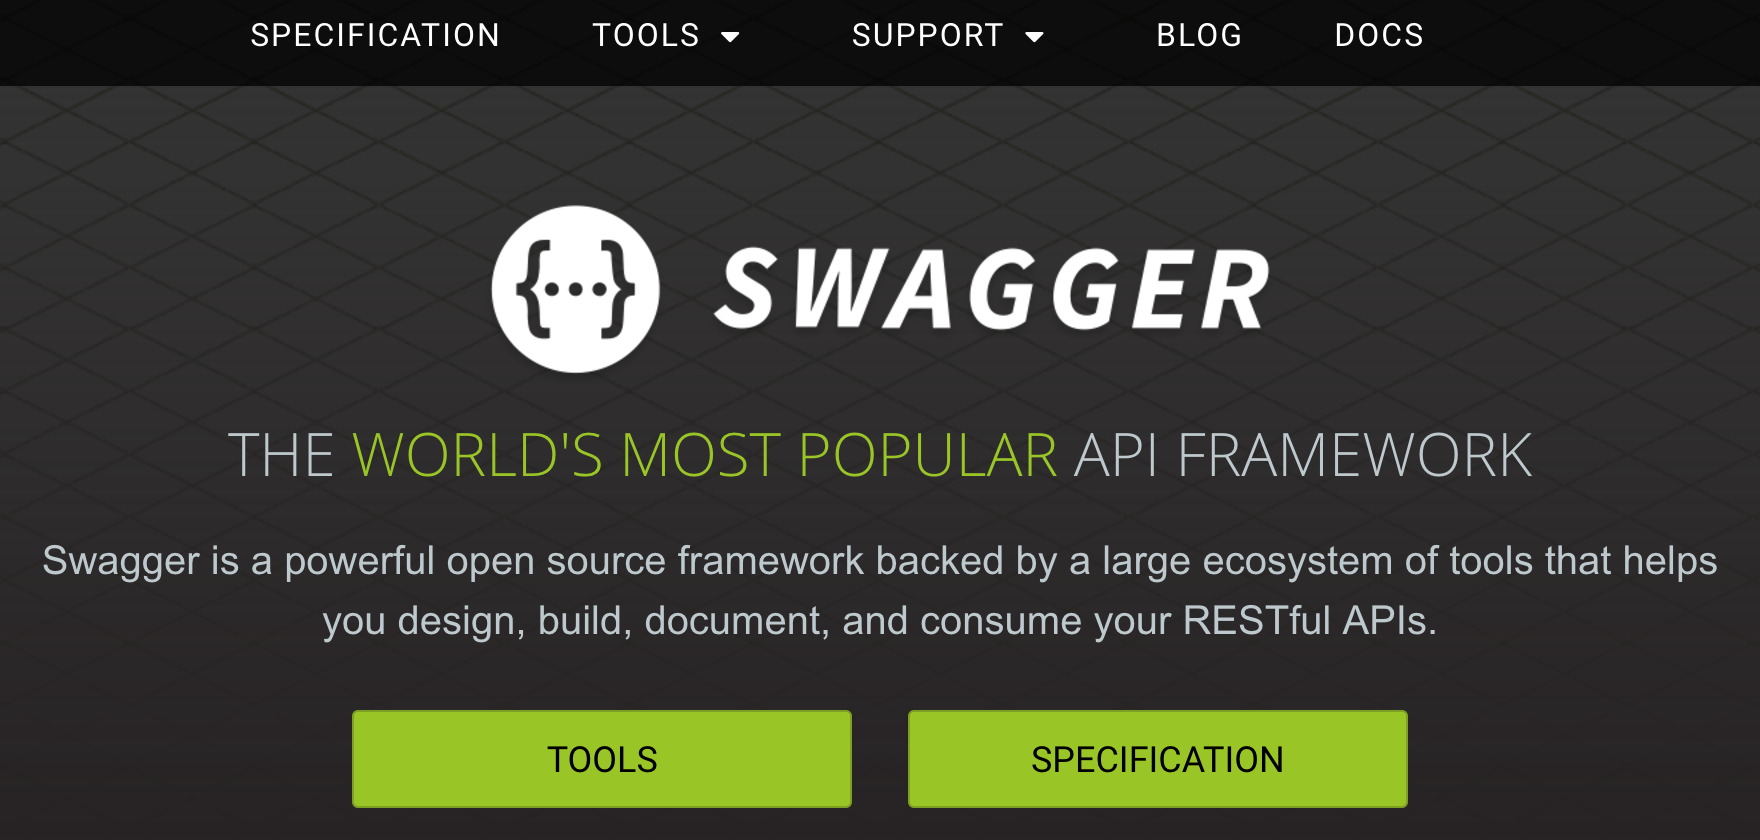 SPECIFICATION TOOLS SUPPORT BLOG DOCS
{...} SWAGGER
THE WORLD'S MOST POPULAR API FRAMEWORK
Swagger is a powerful open source framework backed by a large ecosystem of tools that helps
you design, build, document, and consume your RESTful APIs.
TOOLS SPECIFICATION